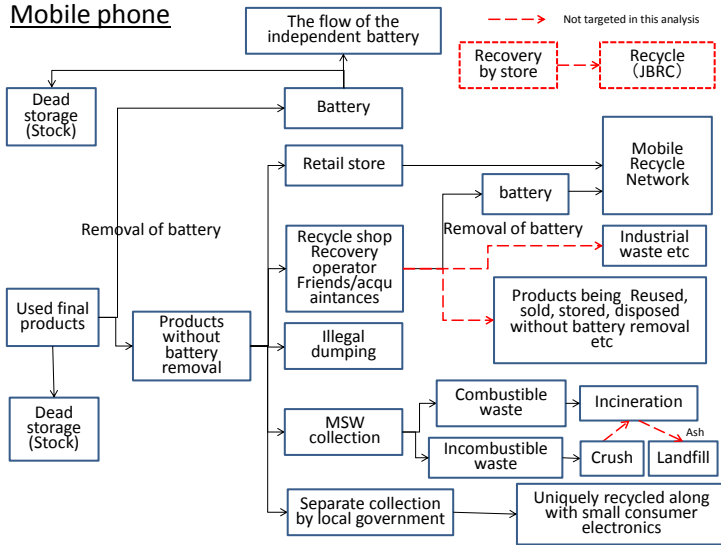 Mobile phone
The flow of the
independent battery
Not targeted in this analysis
Recovery
by store
Recycle
(JBRC)
Dead
storage
(Stock)
Battery
Retail store
Mobile
Recycle
Network
battery
Removal of battery
Removal of battery
Recycle shop
Recovery
operator
Friends/acqu
aintances
Industrial
waste etc
Used final
products
Products
without
battery
removal
Products being Reused,
sold, stored, disposed
without battery removal
etc
Illegal
dumping
Dead
storage
(Stock)
MSW
collection
Combustible
waste
Incineration
Incombustible
waste
Ash
Crush
Landfill
Separate collection
by local government
Uniquely recycled along
with small consumer
electronics